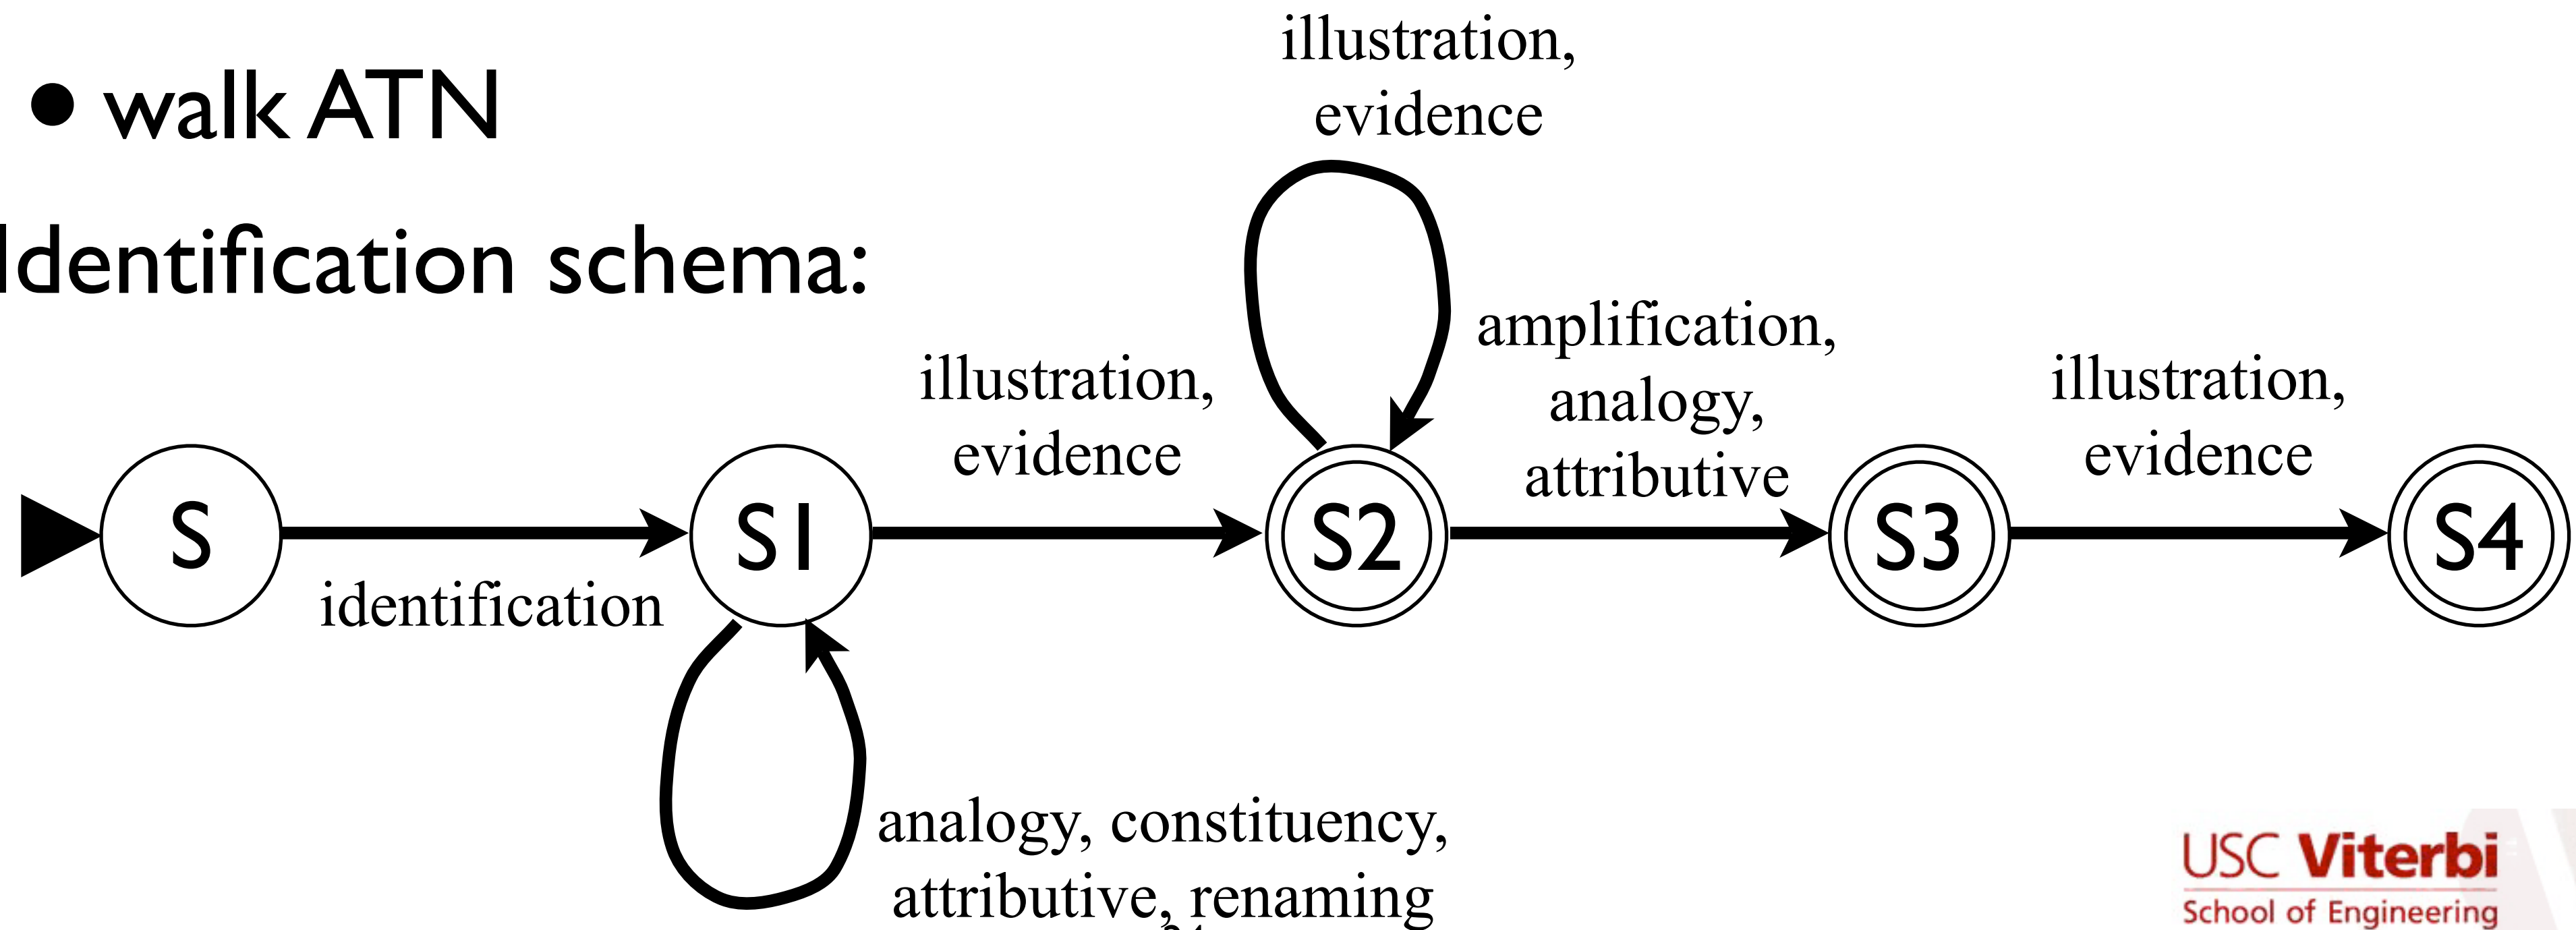 • walk ATN
Identification schema:
illustration,
evidence
illustration,
evidence
amplification,
analogy,
attributive
illustration,
evidence
S
S1
S2
S3
S4
identification
analogy, constituency,
attributive, renaming
USC Viterbi
School of Engineering